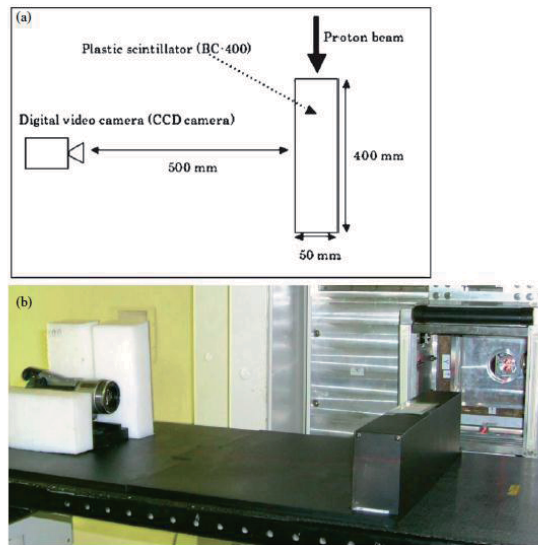 (a)
Proton beam
Plastic scintillator (BC-400)
Digital video camera (CCD camera)
500 mm
400 mm
50 mm
(b)